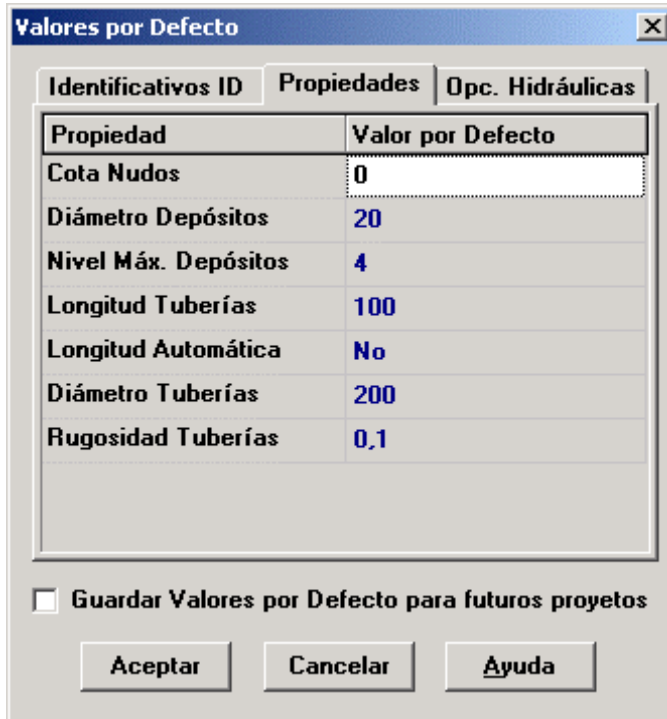 Valores por Defecto
Identificativos ID Propiedades Opc. Hidráulicas
Propiedad Valor por Defecto
Cota Nudos 0
Diámetro Depósitos 20
Nivel Máx. Depósitos 4
Longitud Tuberías 100
Longitud Automática No
Diámetro Tuberías 200
Rugosidad Tuberías 0,1
Guardar Valores por Defecto para futuros proyetos
Aceptar Cancelar Ayuda